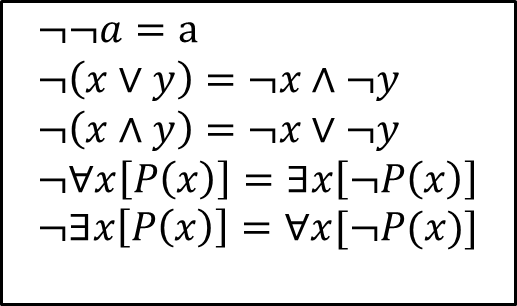 ¬¬a = a
¬(x ∨ y) = ¬x ∧ ¬y
¬(x ∧ y) = ¬x ∨ ¬y
¬∀x[P(x)] = ∃x[¬P(x)]
¬∃x[P(x)] = ∀x[¬P(x)]